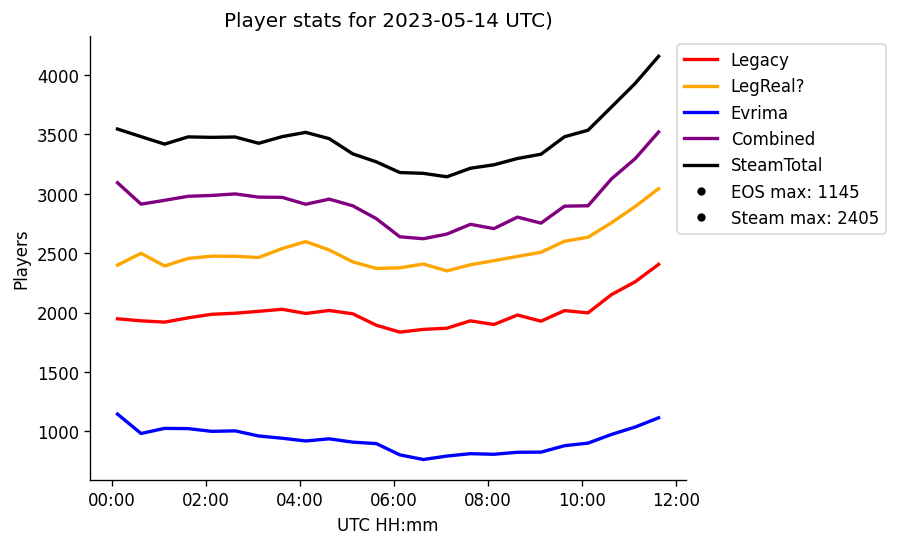 Player stats for 2023-05-14 UTC)
Players
4000
3500
3000
2500
2000
1500
1000
00:00 02:00 04:00 06:00 08:00 10:00 12:00
UTC HH:mm
Legacy
LegReal?
Evrima
Combined
SteamTotal
EOS max: 1145
Steam max: 2405